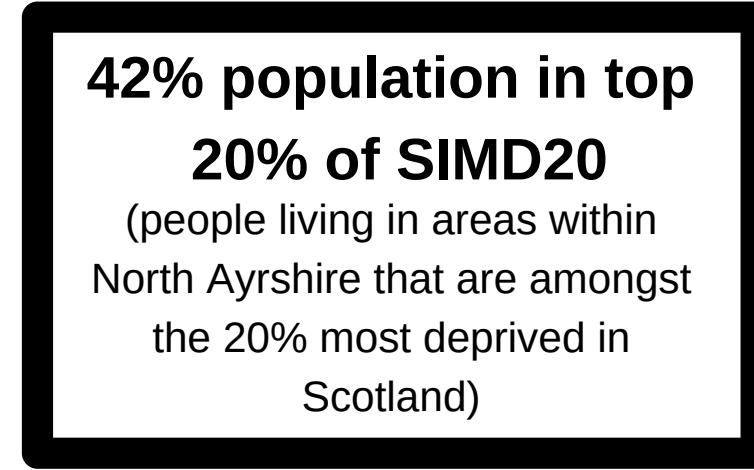 42% population in top
20% of SIMD20
(people living in areas within
North Ayrshire that are amongst
the 20% most deprived in
Scotland)